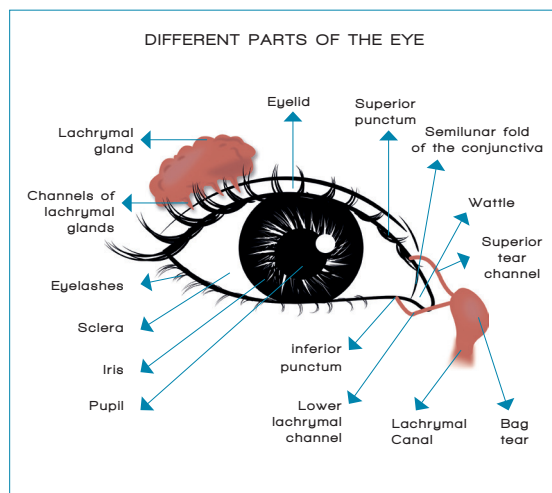 DIFFERENT PARTS OF THE EYE
Eyelid
Superior
punctum
Lachrymal
gland
Semilunar fold
of the conjunctiva
Channels of
lachrymal
glands
Wattle
Superior
tear
channel
Eyelashes
Sclera
Iris
Pupil
inferior
punctum
Lower
lachrymal
channel
Lachrymal
Canal
Bag
tear